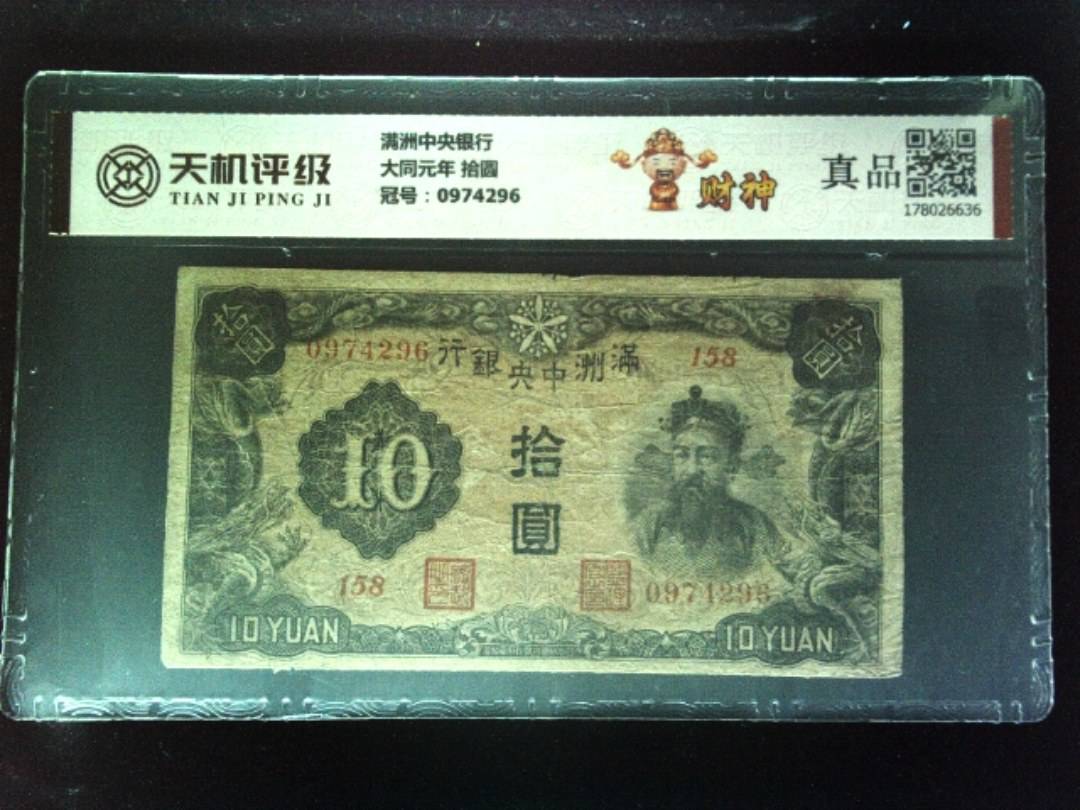 天机评级
TIAN JI PING JI
满洲中央银行
大同元年 拾圆
冠号：0974296
财神
真品
178026636
拾圓
拾圓
0974296
行銀央中洲滿
158
10
拾
圓
158
0974296
10 YUAN
10 YUAN